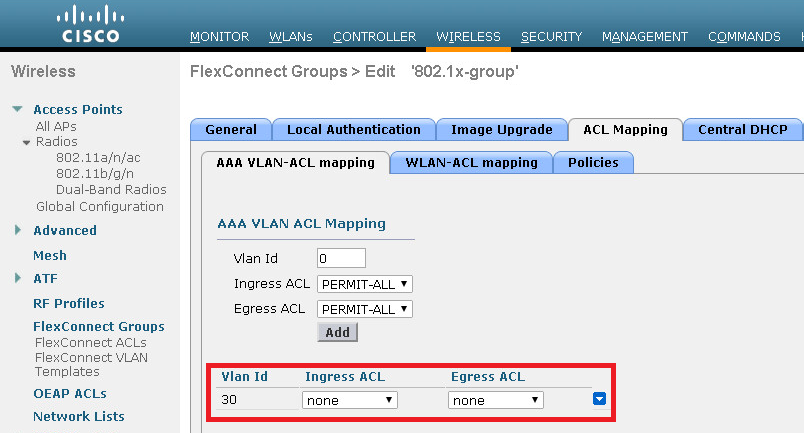 CISCO
MONITOR WLANs CONTROLLER WIRELESS SECURITY MANAGEMENT COMMANDS
Wireless
FlexConnect Groups > Edit '802.1x-group'
Access Points
All APs
Radios
802.11a/n/ac
802.11b/g/n
Dual-Band Radios
Global Configuration
Advanced
Mesh
ATF
RF Profiles
FlexConnect Groups
FlexConnect ACLs
FlexConnect VLAN
Templates
OEAP ACLs
Network Lists
General Local Authentication Image Upgrade ACL Mapping Central DHCP
AAA VLAN-ACL mapping WLAN-ACL mapping Policies
AAA VLAN ACL Mapping
Vlan Id 0
Ingress ACL PERMIT-ALL
Egress ACL PERMIT-ALL
Add
Vlan Id Ingress ACL Egress ACL
30 none none